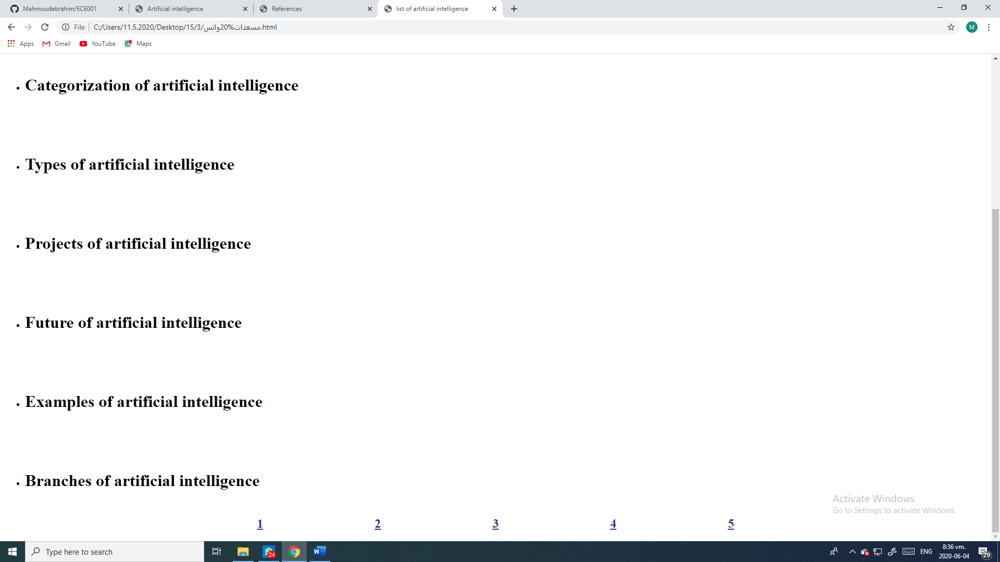 Mahmoudebrahim/ECE001
Artificial intelligence
References
list of artificial intelligence
File
C:/Users/11.5.2020/Desktop/15/3/مسعدات%20واتس.html
M
Apps
Gmail
YouTube
Maps
Categorization of artificial intelligence
Types of artificial intelligence
Projects of artificial intelligence
Future of artificial intelligence
Examples of artificial intelligence
Branches of artificial intelligence
Activate Windows
Go to Settings to activate Windows.
1 2 3 4 5
Type here to search
24
W
ENG
8:36 vm.
2020-06-04
29